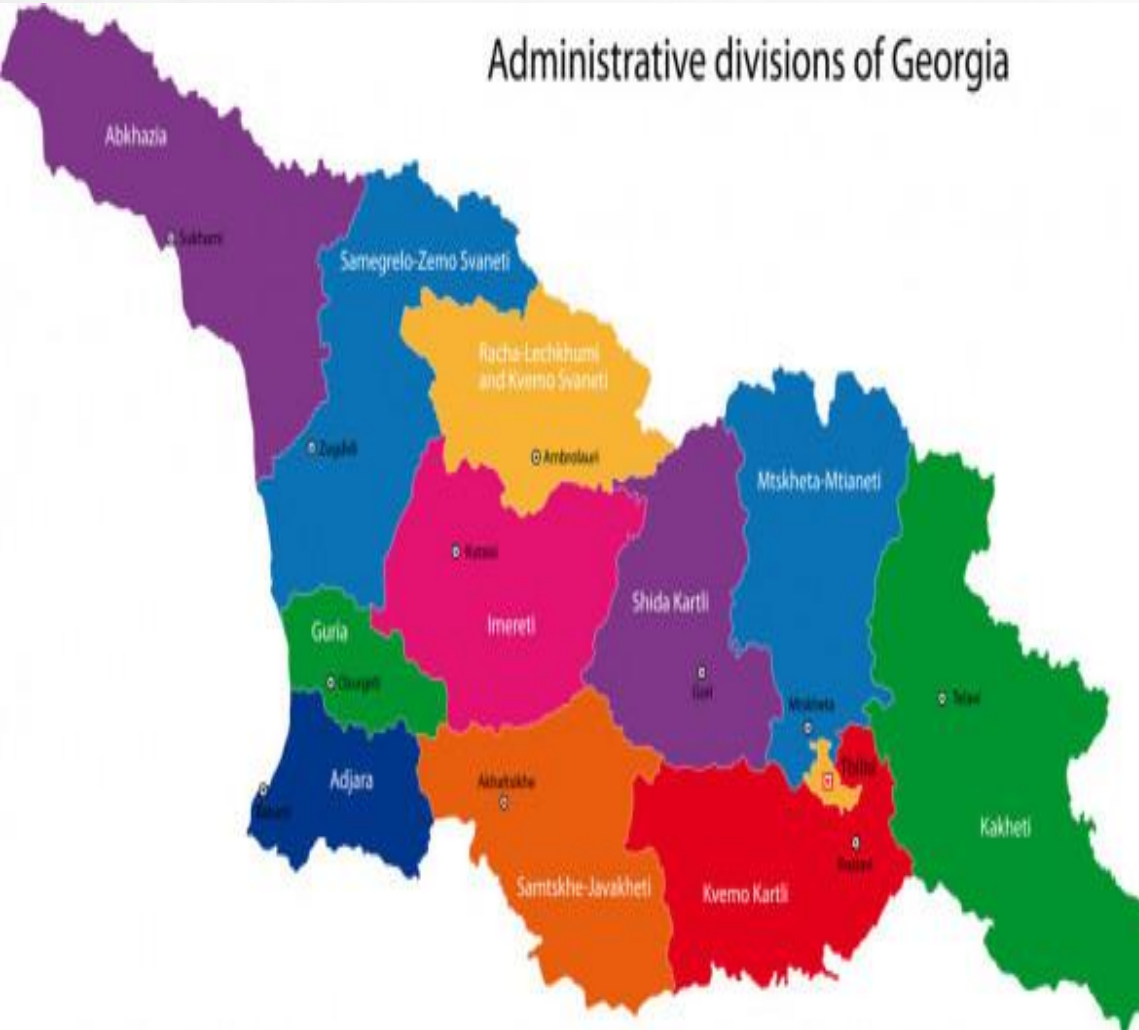 Administrative divisions of Georgia
Abkhazia
Sukhumi
Samegrelo-Zemo Svaneti
Racha-Lechkhumi
and Kvemo Svaneti
Zugdidi
Ambrolauri
Mtskheta-Mtianeti
Kutaisi
Shida Kartli
Imereti
Guria
Ozurgeti
Gori
Telavi
Mtskheta
Tbilisi
Adjara
Akhaltsikhe
Batumi
Kakheti
Rustavi
Samtskhe-Javakheti
Kvemo Kartli